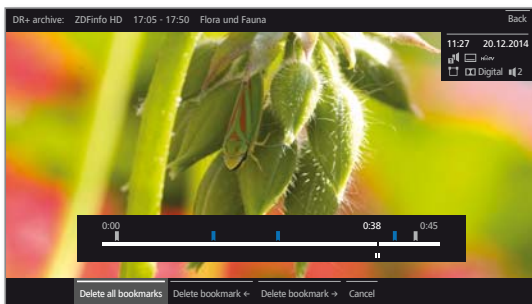 DR+ archive: ZDFinfo HD 17:05 - 17:50 Flora und Fauna Back
11:27 20.12.2014
Digital 2
0:00 0:38 0:45
Delete all bookmarks Delete bookmark ← Delete bookmark → Cancel